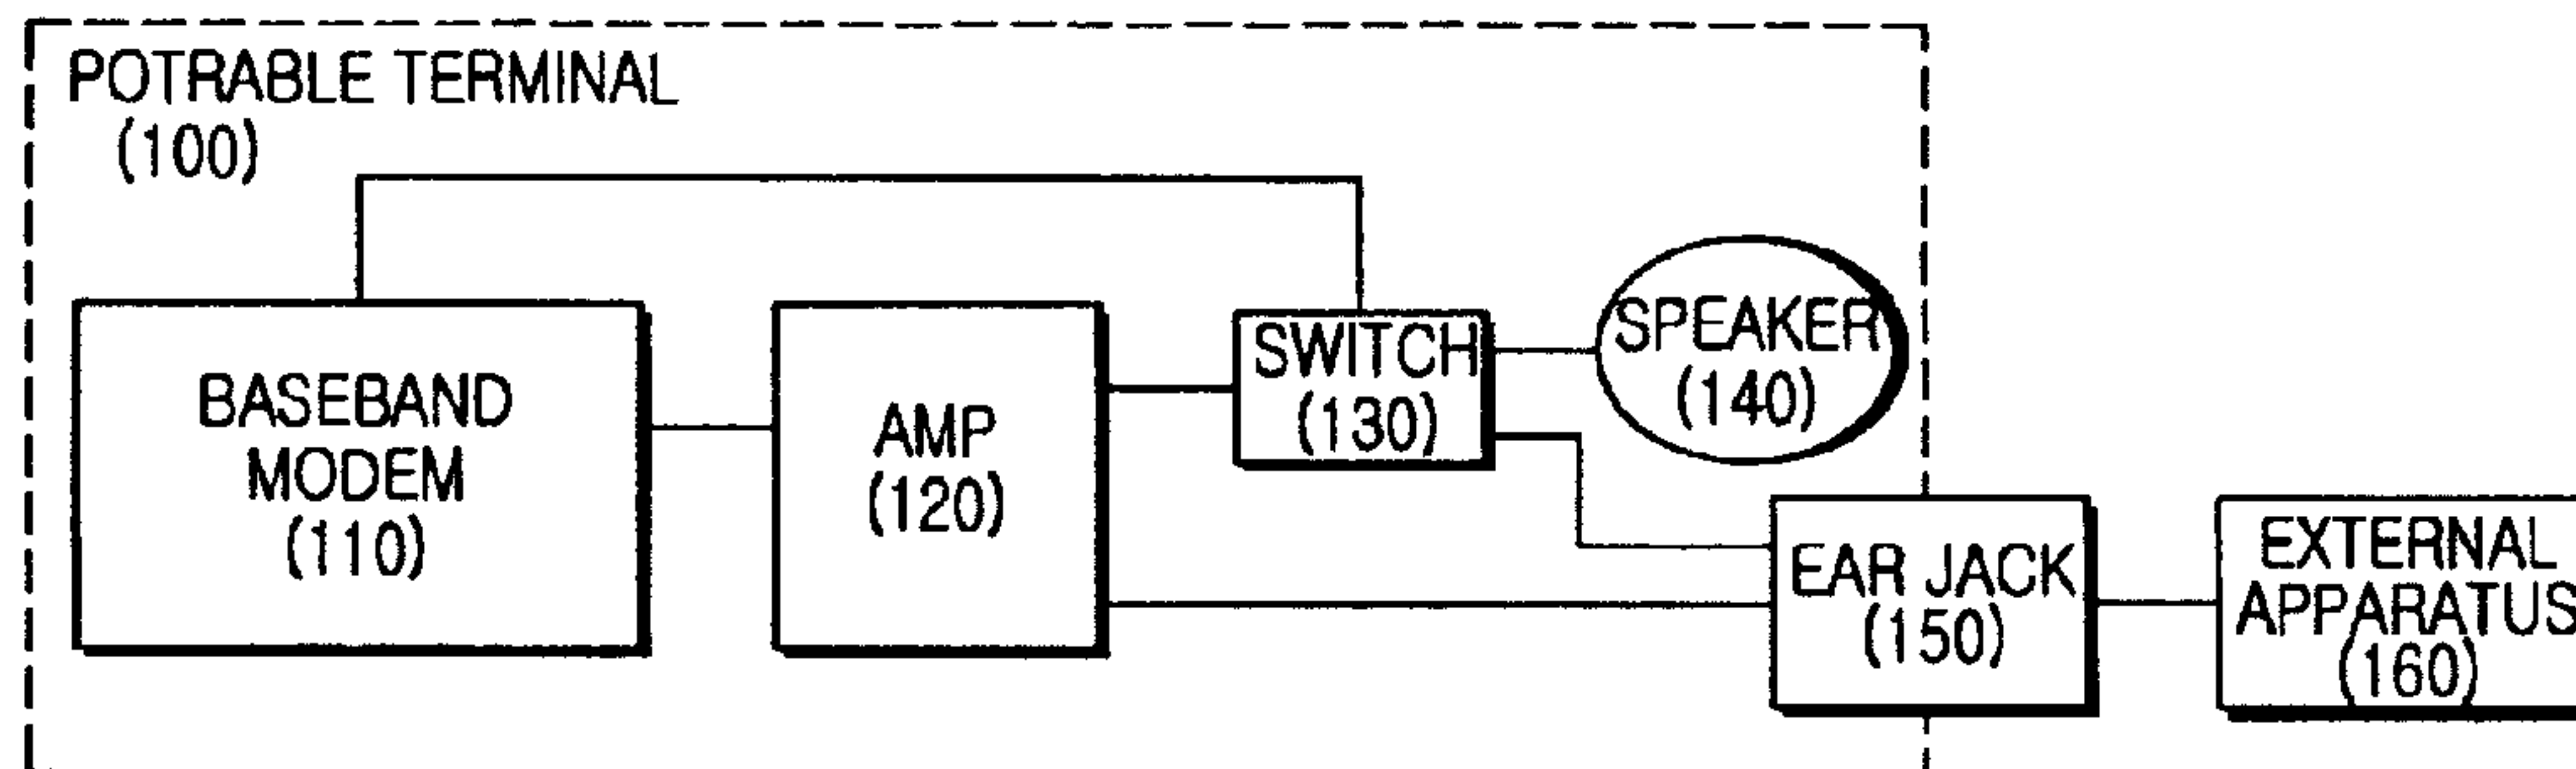 POTRABLE TERMINAL
(100)
BASEBAND
MODEM
(110)
AMP
(120)
SWITCH
(130)
SPEAKER
(140)
EAR JACK
(150)
EXTERNAL
APPARATUS
(160)